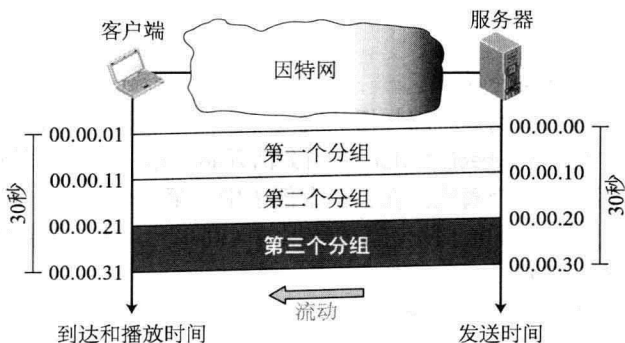 客户端
服务器
因特网
00.00.01
00.00.00
第一个分组
00.00.11
00.00.10
第二个分组
30秒
30秒
00.00.21
00.00.20
第三个分组
00.00.31
00.00.30
流动
到达和播放时间
发送时间